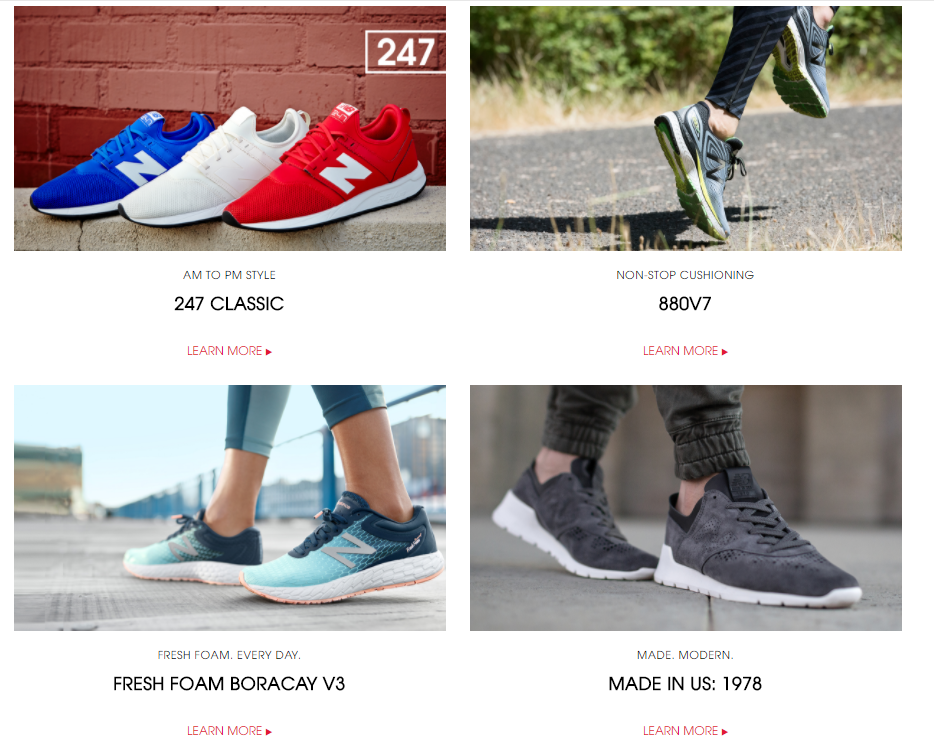 247
AM TO PM STYLE
247 CLASSIC
LEARN MORE ▶
NON-STOP CUSHIONING
880V7
LEARN MORE ▶
FRESH FOAM. EVERY DAY.
FRESH FOAM BORACAY V3
LEARN MORE ▶
MADE. MODERN.
MADE IN US: 1978
LEARN MORE ▶